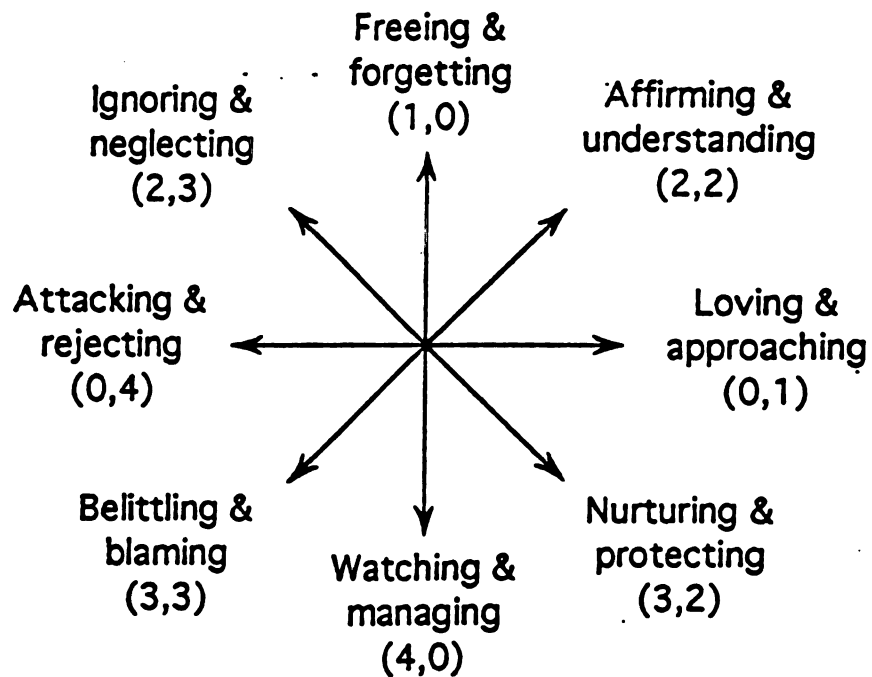 Freeing &
forgetting
(1,0)
Affirming &
understanding
(2,2)
Loving &
approaching
(0,1)
Nurturing &
protecting
(3,2)
Watching &
managing
(4,0)
Belittling &
blaming
(3,3)
Attacking &
rejecting
(0,4)
Ignoring &
neglecting
(2,3)